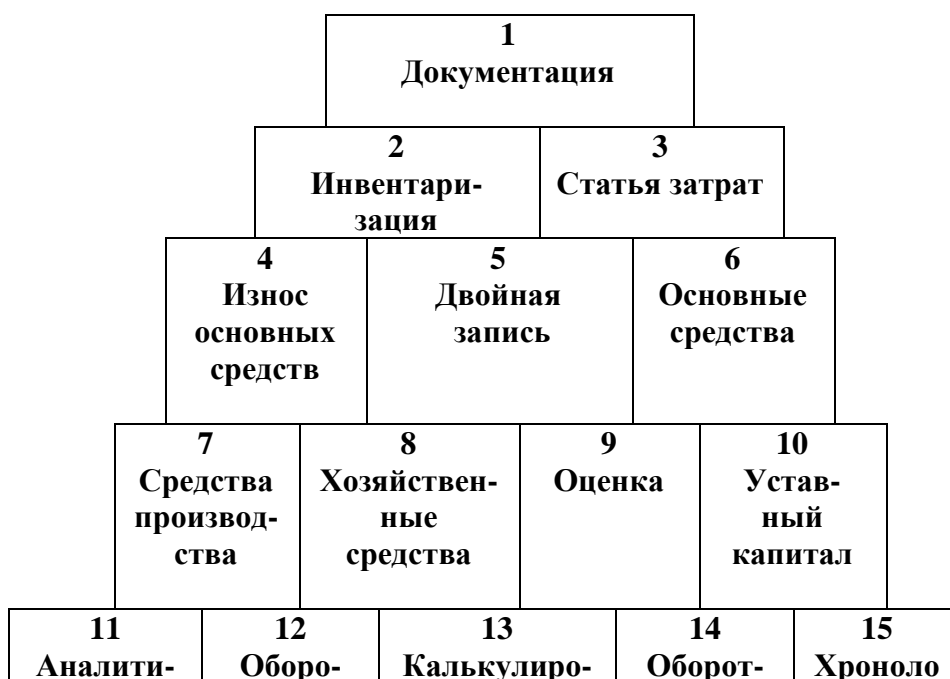 1
Документация
2
Инвентари-
зация
3
Статья затрат
4
Износ
основных
средств
5
Двойная
запись
6
Основные
средства
7
Средства
производ-
ства
8
Хозяйствен-
ные
средства
9
Оценка
10
Устав-
ный
капитал
11
Аналити-
12
Оборо-
13
Калькулиро-
14
Оборот-
15
Хроноло